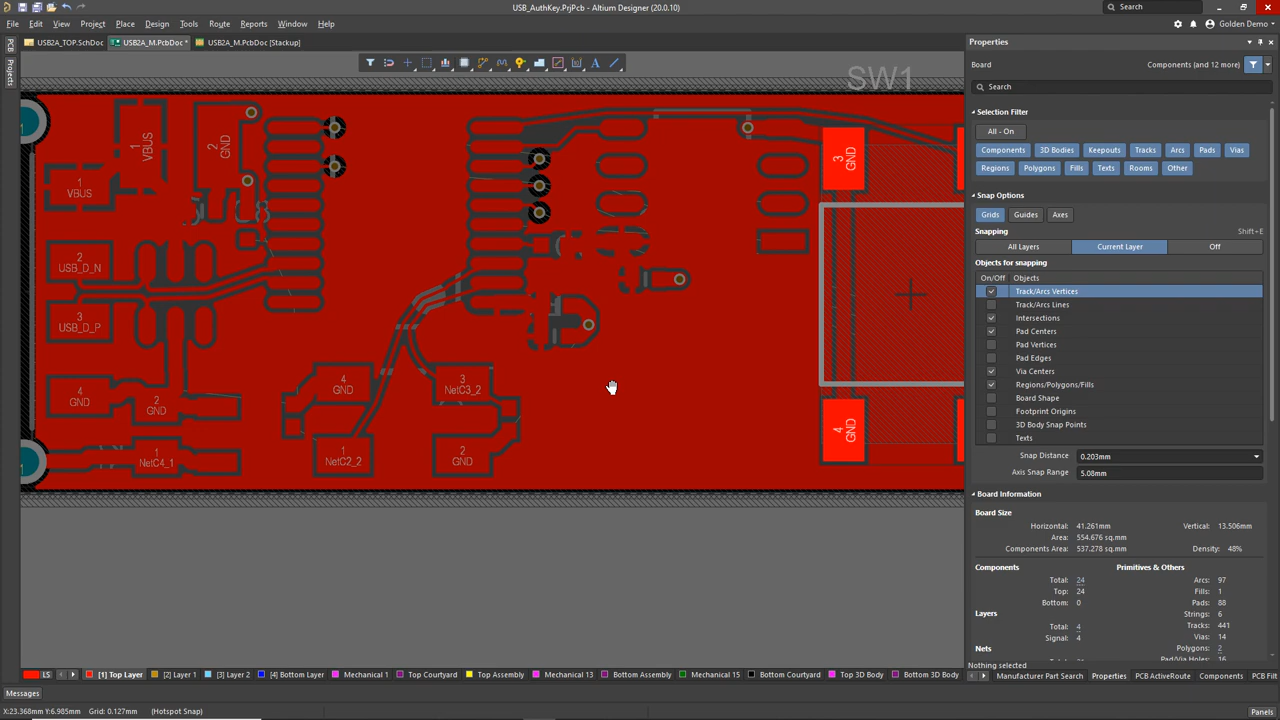 USB_AuthKey.PrjPcb - Altium Designer (20.0.10)
Search
File Edit View Project Place Design Tools Route Reports Window Help
Golden Demo
USB2A_TOP.SchDoc
USB2A_M.PcbDoc *
USB2A_M.PcbDoc [Stackup]
PCB
Projects
SW1
1
VBUS
1
VBUS
2
GND
2
USB_D_N
3
USB_D_P
4
GND
2
GND
1
NetC4_1
4
GND
1
NetC2_2
3
NetC3_2
2
GND
3
GND
4
GND
1
1
Properties
Board
Components (and 12 more)
Search
Selection Filter
All - On
Components 3D Bodies Keepouts Tracks Arcs Pads Vias
Regions Polygons Fills Texts Rooms Other
Snap Options
Grids Guides Axes
Snapping Shift+E
All Layers Current Layer Off
Objects for snapping
On/Off Objects
Track/Arcs Vertices
Track/Arcs Lines
Intersections
Pad Centers
Pad Vertices
Pad Edges
Via Centers
Regions/Polygons/Fills
Board Shape
Footprint Origins
3D Body Snap Points
Texts
Snap Distance 0.203mm
Axis Snap Range 5.08mm
Board Information
Board Size
Horizontal: 41.261mm Vertical: 13.506mm
Area: 554.676 sq.mm
Components Area: 537.278 sq.mm Density: 48%
Components Primitives & Others
Total: 24 Arcs: 97
Top: 24 Fills: 1
Bottom: 0 Pads: 88
Layers Strings: 6
Total: 4 Tracks: 441
Signal: 4 Vias: 14
Nets Polygons: 2
Pad/Via Holes: 16
Nothing selected
LS [1] Top Layer [2] Layer 1 [3] Layer 2 [4] Bottom Layer Mechanical 1 Top Courtyard Top Assembly Mechanical 13 Bottom Assembly Mechanical 15 Bottom Courtyard Top 3D Body Bottom 3D Body
Manufacturer Part Search Properties PCB ActiveRoute Components PCB Filt
Messages
X:23.368mm Y:6.985mm Grid: 0.127mm (Hotspot Snap)
Panels